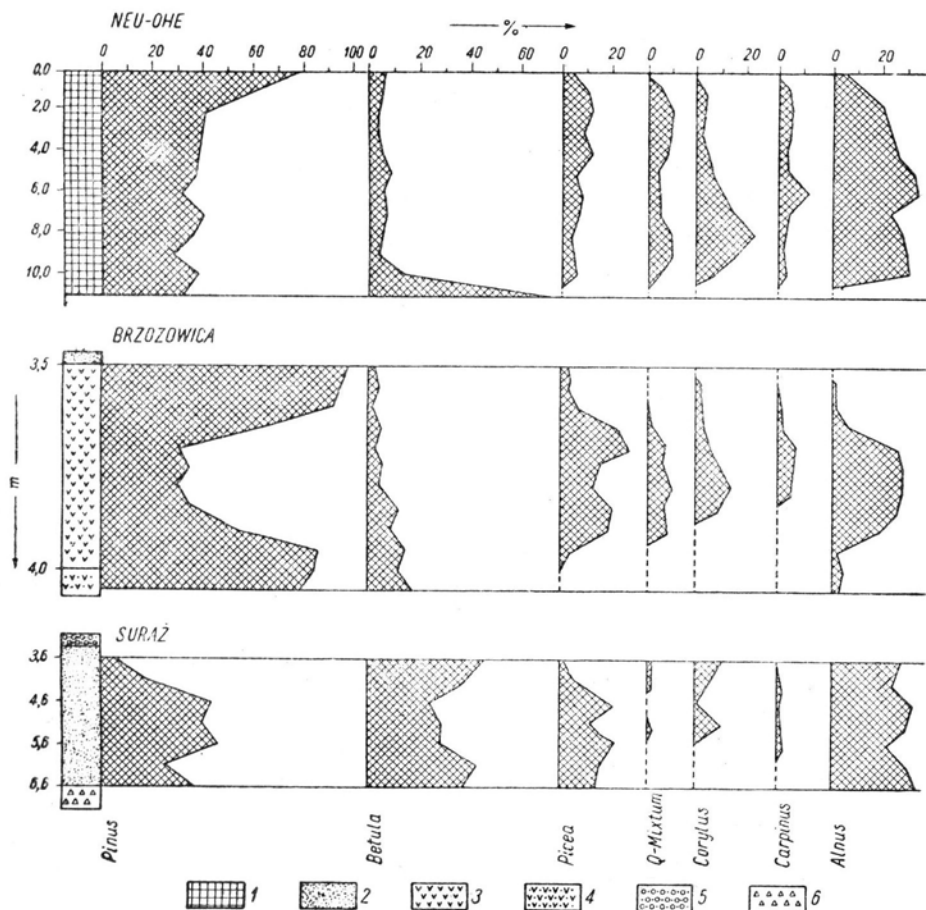 NEU-OHE
%
0 20 40 60 80 100 0 20 40 60 0 20 0 0 20 0 0 20
0,0
2,0
4,0
6,0
8,0
10,0
BRZOZOWICA
3,5
m
4,0
SURAŻ
3,6
4,6
5,6
6,6
Pinus Betula Picea Q-Mixtum Corylus Carpinus Alnus
1 2 3 4 5 6